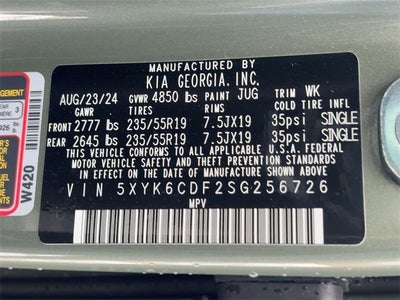 MANUFACTURED BY
KIA GEORGIA, INC.
AUG/23/24 GVWR 4850 lbs PAINT JUG TRIM WK
GAWR TIRES RIMS COLD TIRE INFL
FRONT 2777 lbs 235/55R19 7.5JX19 35psi SINGLE
REAR 2645 lbs 235/55R19 7.5JX19 35psi SINGLE
THIS VEHICLE CONFORMS TO ALL APPLICABLE U.S.A. FEDERAL
MOTOR VEHICLE SAFETY AND THEFT PREVENTION STANDARDS
IN EFFECT ON THE DATE OF MANUFACTURE SHOWN ABOVE.
VIN 5XYK6CDF2SG256726
MPV
W420
3